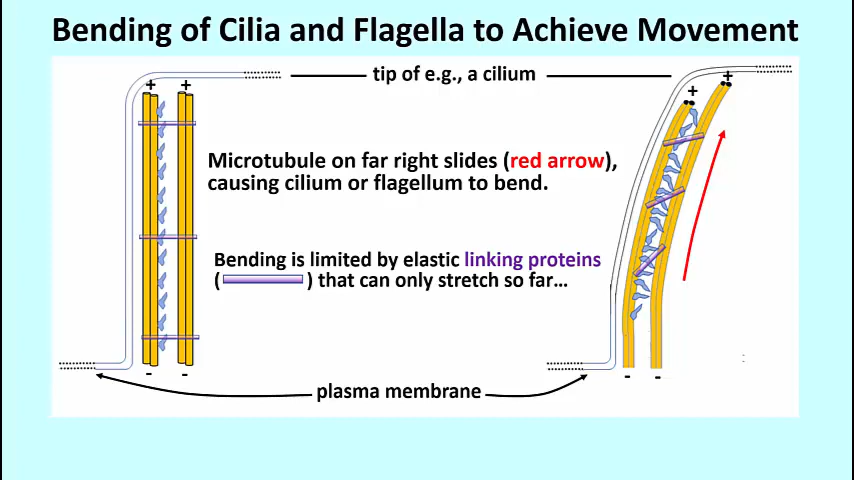 Bending of Cilia and Flagella to Achieve Movement
tip of e.g., a cilium
+ +
+ +
Microtubule on far right slides (red arrow),
causing cilium or flagellum to bend.
Bending is limited by elastic linking proteins
( ) that can only stretch so far...
- -
- -
plasma membrane